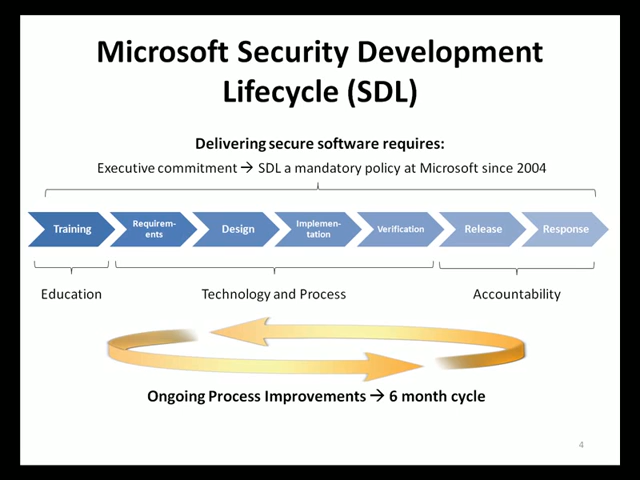 Microsoft Security Development
Lifecycle (SDL)
Delivering secure software requires:
Executive commitment → SDL a mandatory policy at Microsoft since 2004
Training
Requirem-
ents
Design
Implemen-
tation
Verification
Release
Response
Education
Technology and Process
Accountability
Ongoing Process Improvements → 6 month cycle
4